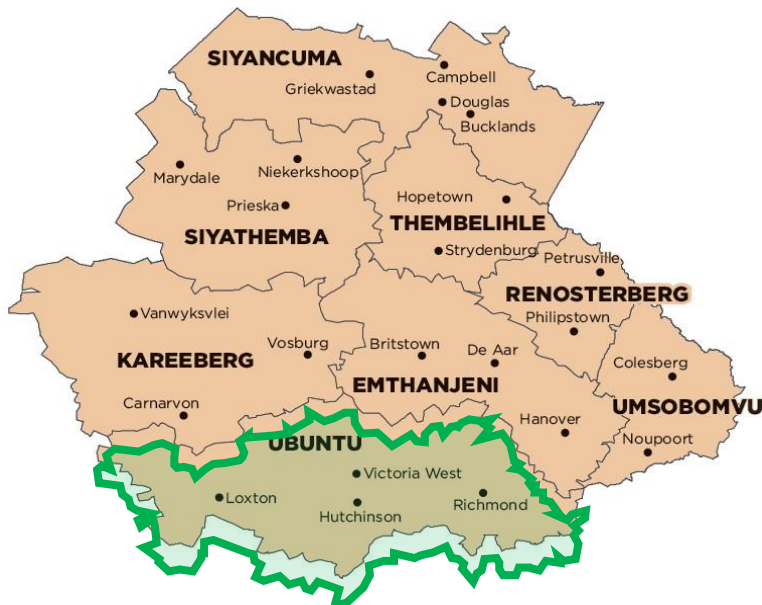 SIYANCUMA
Campbell
Griekwastad
Douglas
Bucklands
Marydale
Niekerkshoop
Hopetown
Prieska
THEMBELIHLE
SIYATHEMBA
Strydenburg
Petrusville
RENOSTERBERG
Vanwyksvlei
Philipstown
Vosburg
Britstown
De Aar
KAREEBERG
Colesberg
EMTHANJENI
Carnarvon
UMSOBOMVU
Hanover
UBUNTU
Noupoort
Victoria West
Loxton
Richmond
Hutchinson